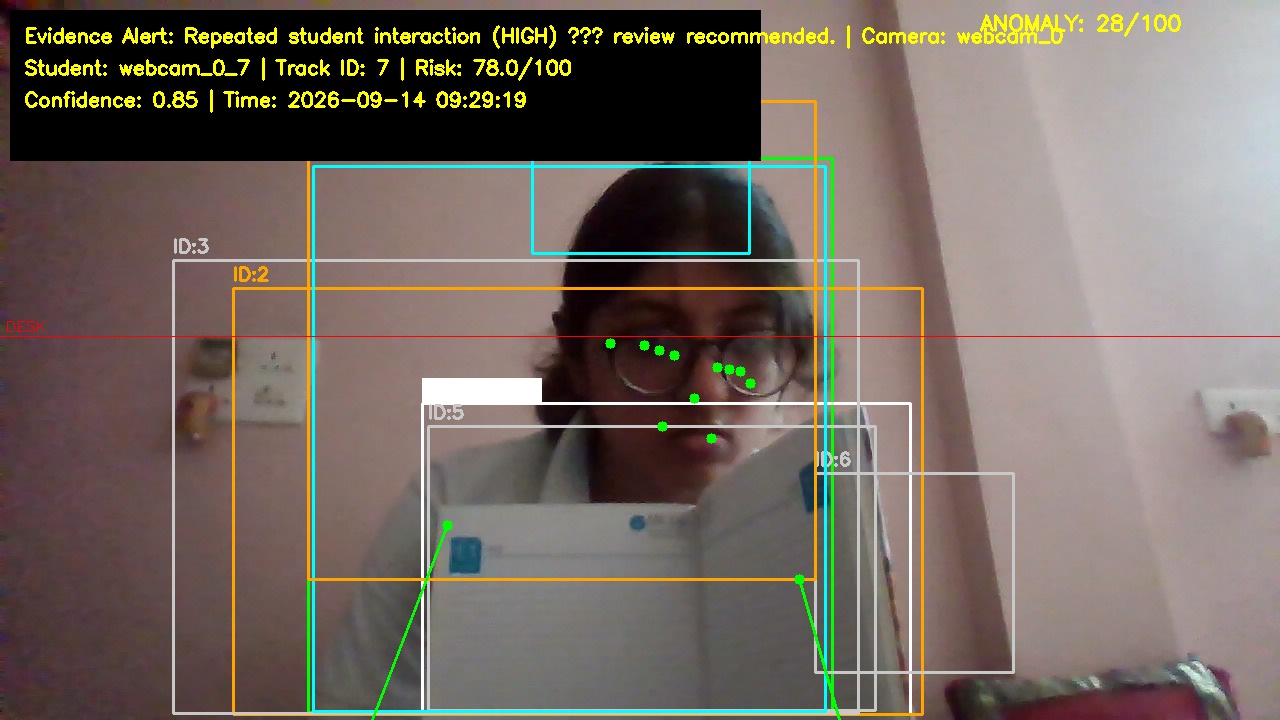 Evidence Alert: Repeated student interaction (HIGH) ??? review recommended. | Camera: webcam_0
ANOMALY: 28/100
Student: webcam_0_7 | Track ID: 7 | Risk: 78.0/100
Confidence: 0.85 | Time: 2026-09-14 09:29:19
ID:3
ID:2
DESK
ID:5
ID:6